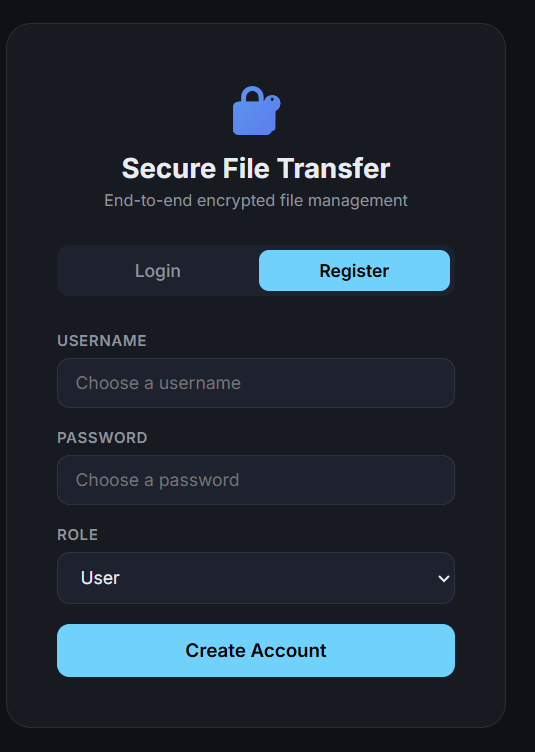 Secure File Transfer
End-to-end encrypted file management
Login
Register
USERNAME
Choose a username
PASSWORD
Choose a password
ROLE
User
Create Account